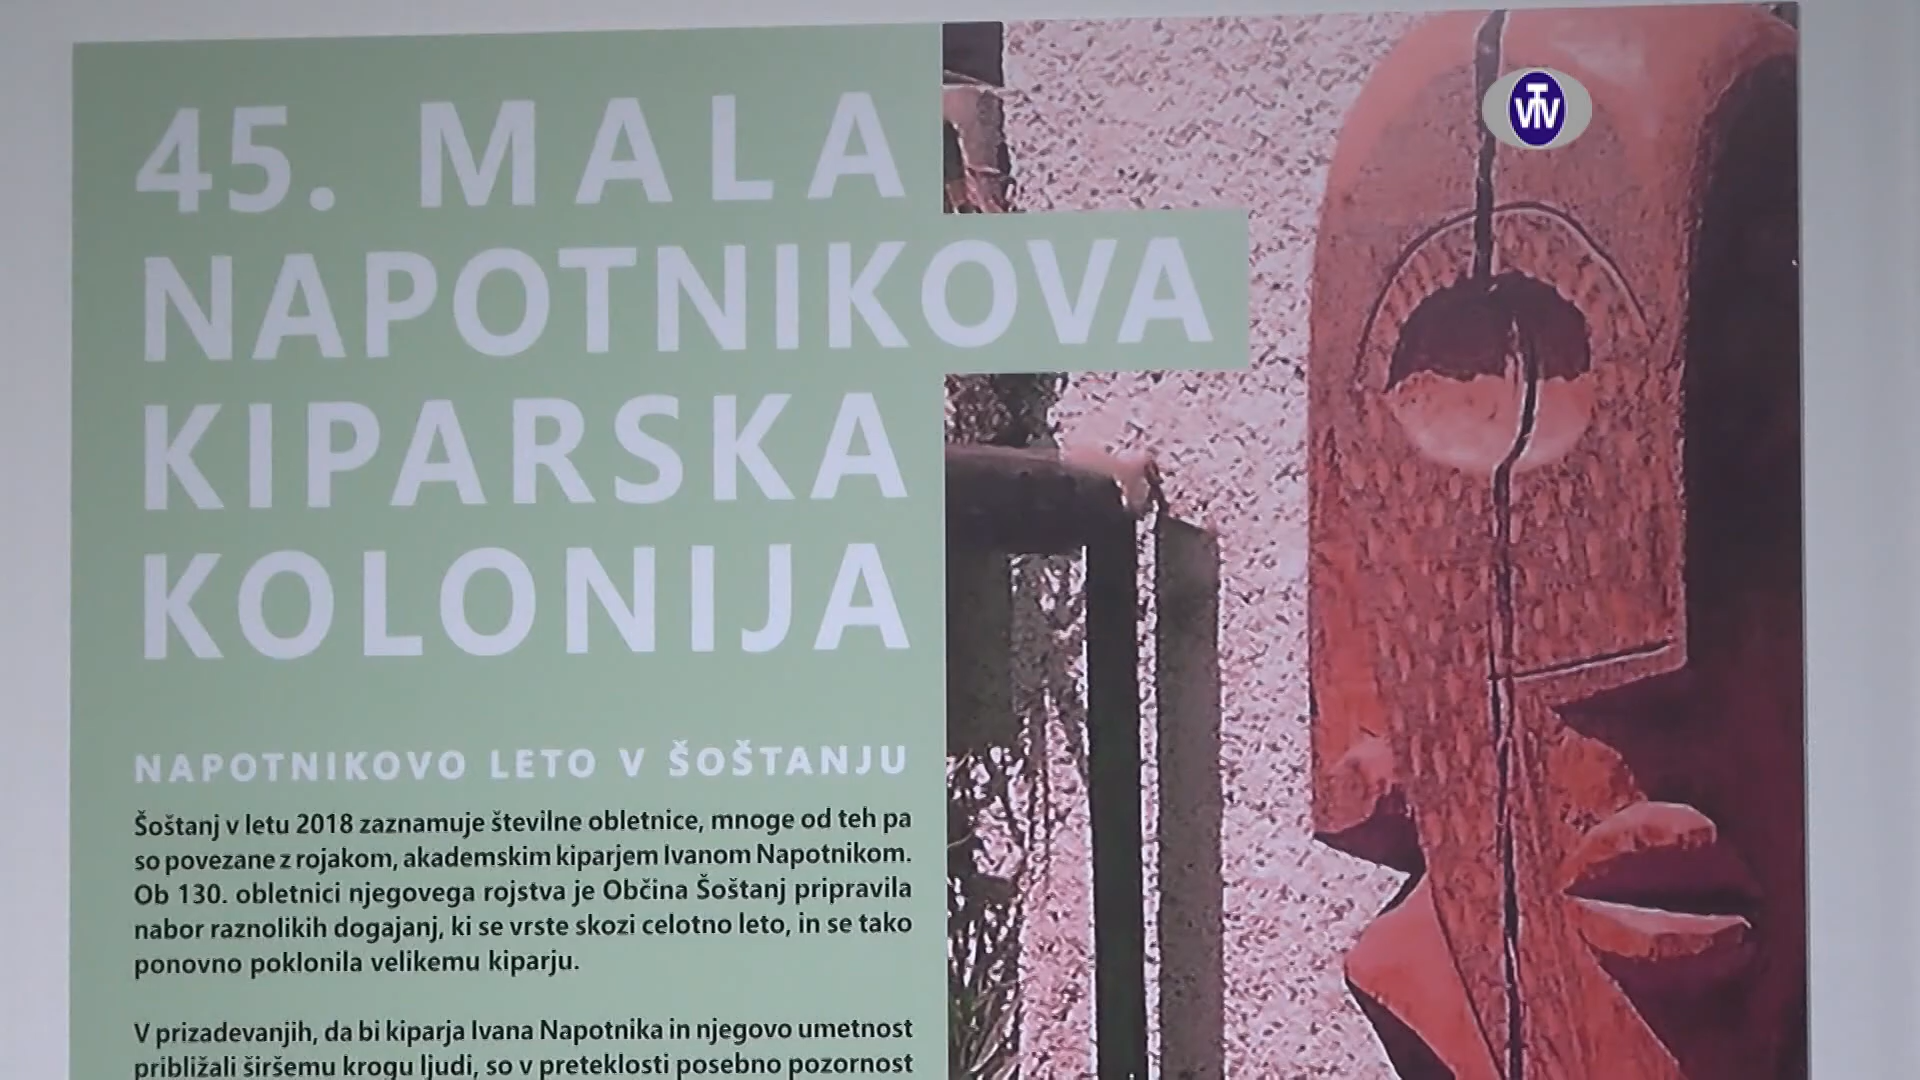 VTV
45. MALA
NAPOTNIKOVA
KIPARSKA
KOLONIJA
NAPOTNIKOVO LETO V ŠOŠTANJU
Šoštanj v letu 2018 zaznamuje številne obletnice, mnoge od teh pa
so povezane z rojakom, akademskim kiparjem Ivanom Napotnikom.
Ob 130. obletnici njegovega rojstva je Občina Šoštanj pripravila
nabor raznolikih dogajanj, ki se vrste skozi celotno leto, in se tako
ponovno poklonila velikemu kiparju.
V prizadevanjih, da bi kiparja Ivana Napotnika in njegovo umetnost
približali širšemu krogu ljudi, so v preteklosti posebno pozornost